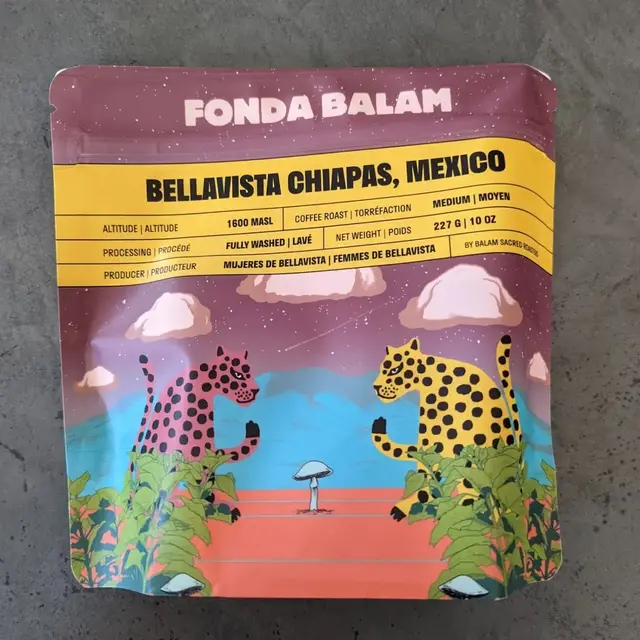 FONDA BALAM
BELLAVISTA CHIAPAS, MEXICO
ALTITUDE | ALTITUDE 1600 MASL COFFEE ROAST | TORRÉFACTION MEDIUM | MOYEN
PROCESSING | PROCÉDÉ FULLY WASHED | LAVÉ NET WEIGHT | POIDS 227 G | 10 OZ
PRODUCER | PRODUCTEUR MUJERES DE BELLAVISTA | FEMMES DE BELLAVISTA BY BALAM SACRED ROASTERS